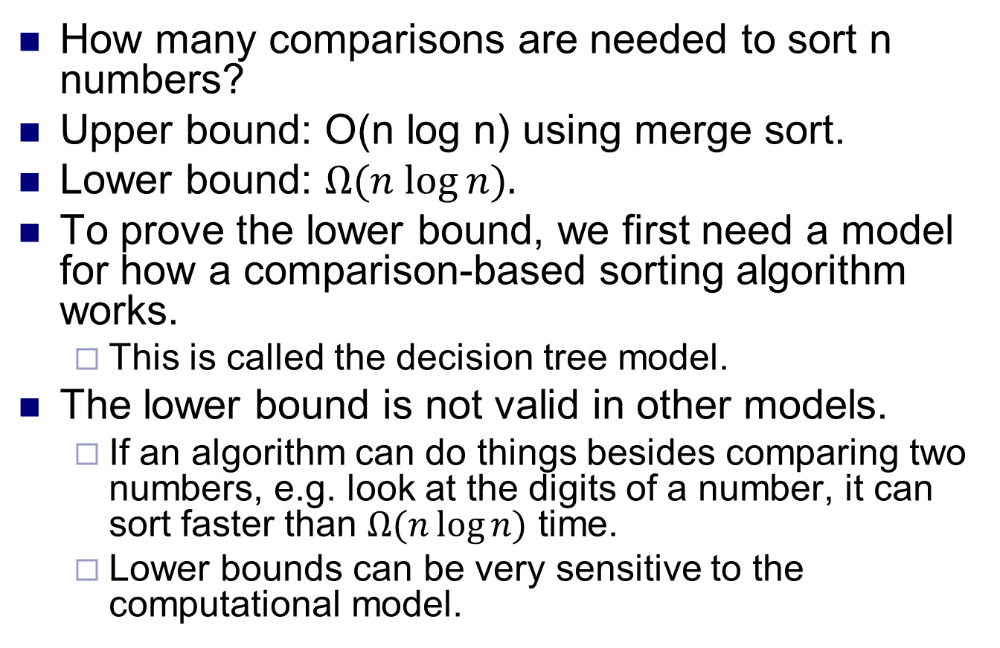 How many comparisons are needed to sort n
numbers?
Upper bound: O(n log n) using merge sort.
Lower bound: Ω(n log n).
To prove the lower bound, we first need a model
for how a comparison-based sorting algorithm
works.
This is called the decision tree model.
The lower bound is not valid in other models.
If an algorithm can do things besides comparing two
numbers, e.g. look at the digits of a number, it can
sort faster than Ω(n log n) time.
Lower bounds can be very sensitive to the
computational model.